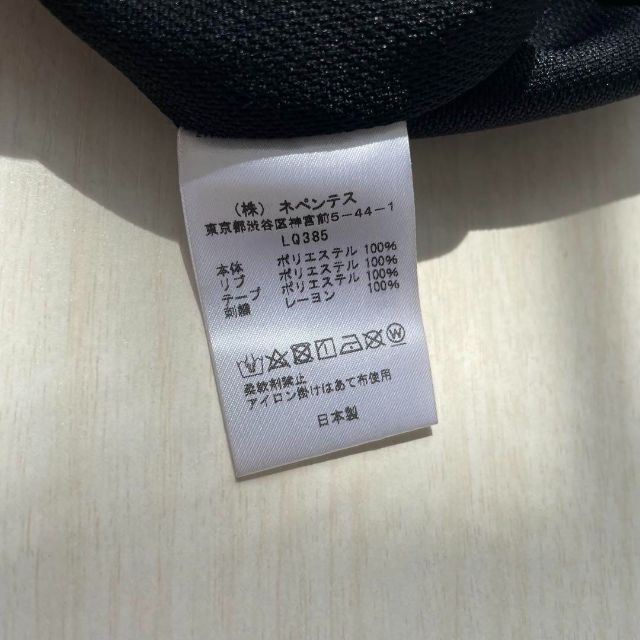 （株）ネペンテス
東京都渋谷区神宮前5-44-1
LQ385
本体 ポリエステル 100%
リブ ポリエステル 100%
テープ ポリエステル 100%
刺繍 レーヨン 100%
柔軟剤禁止
アイロン掛けはあて布使用
日本製